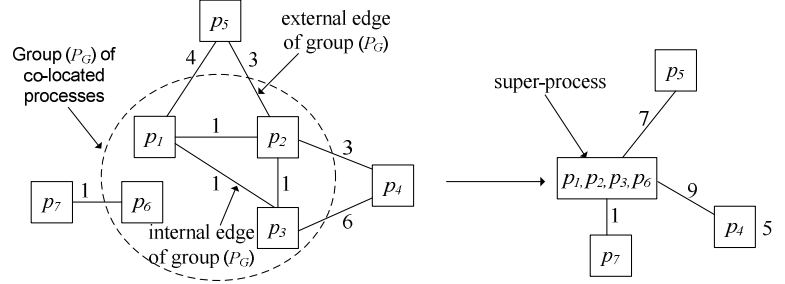 p5
external edge
of group (PG)
Group (PG) of
co-located
processes
4
3
p1
1
p2
3
1
1
p4
p7
1
p6
6
p3
internal edge
of group (PG)
super-process
p5
7
p1,p2,p3,p6
9
1
p4
5
p7